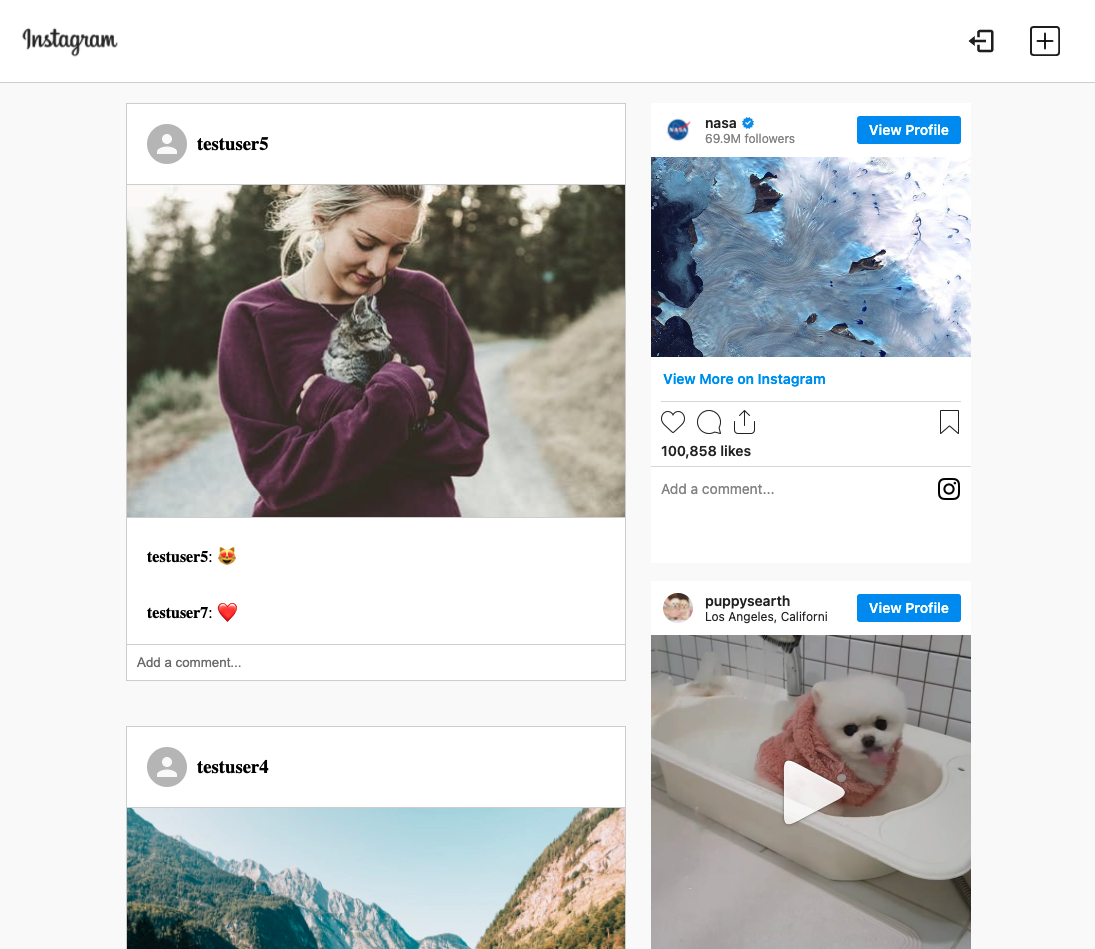 Instagram
testuser5
testuser5: 😻
testuser7: ❤️
Add a comment...
testuser4
NASA
nasa
69.9M followers
View Profile
View More on Instagram
100,858 likes
Add a comment...
puppysearth
Los Angeles, Californi
View Profile